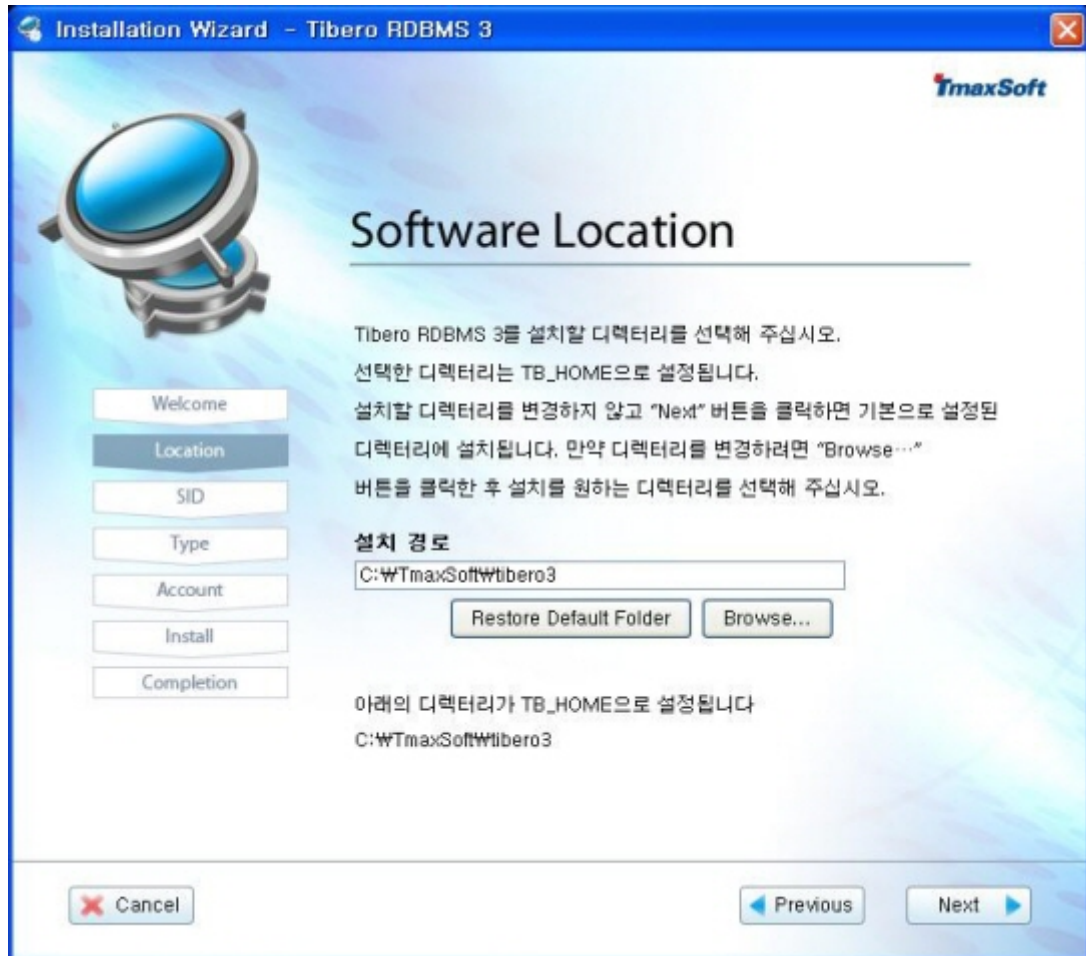 Installation Wizard - Tibero RDBMS 3
TmaxSoft
Software Location
Tibero RDBMS 3를 설치할 디렉터리를 선택해 주십시오.
선택한 디렉터리는 TB_HOME으로 설정됩니다.
설치할 디렉터리를 변경하지 않고 “Next” 버튼을 클릭하면 기본으로 설정된
디렉터리에 설치됩니다. 만약 디렉터리를 변경하려면 “Browse…”
버튼을 클릭한 후 설치를 원하는 디렉터리를 선택해 주십시오.
Welcome
Location
SID
Type
Account
Install
Completion
설치 경로
C:₩TmaxSoft₩tibero3
Restore Default Folder
Browse...
아래의 디렉터리가 TB_HOME으로 설정됩니다
C:₩TmaxSoft₩tibero3
Cancel
Previous
Next